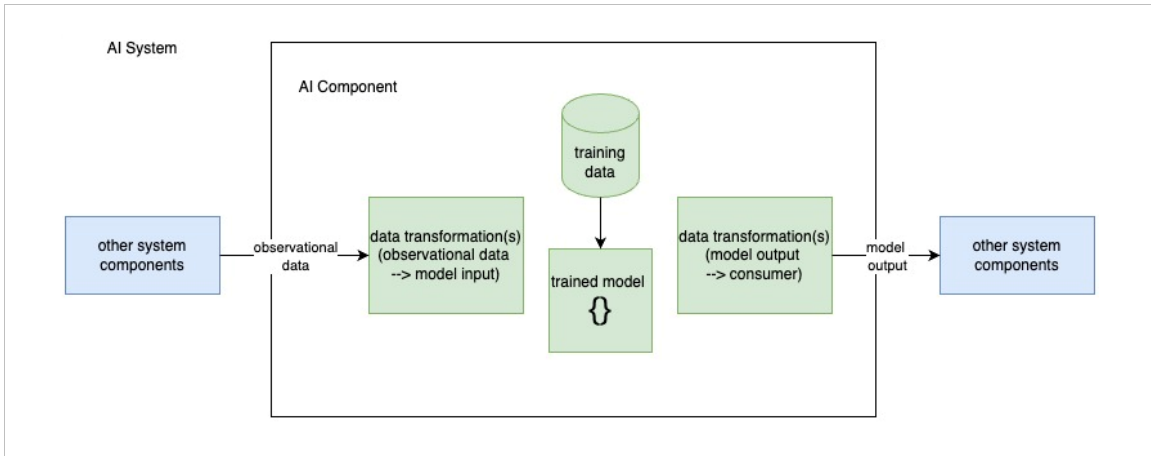 AI System
AI Component
training
data
other system
components
observational
data
data transformation(s)
(observational data
--> model input)
trained model
{}
data transformation(s)
(model output
--> consumer)
model
output
other system
components